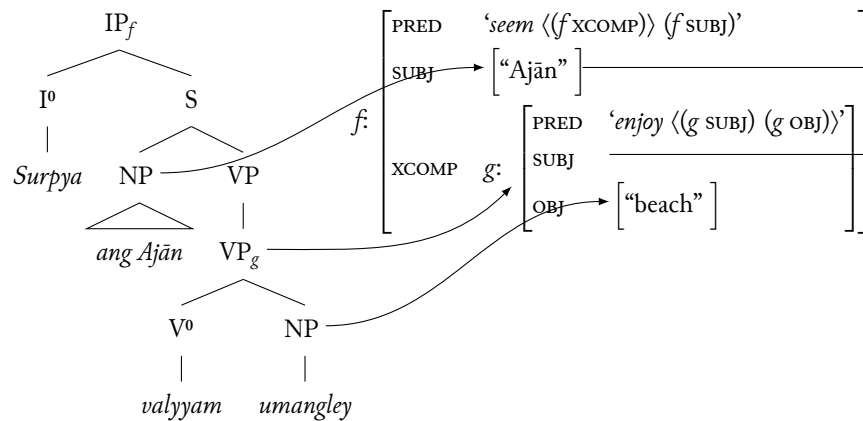 IP_f
PRED 'seem ⟨(f XCOMP)⟩ (f SUBJ)'
I⁰ S SUBJ ["Ajān"]
f:
PRED 'enjoy ⟨(g SUBJ) (g OBJ)⟩'
Surpya NP VP XCOMP g: SUBJ
OBJ ["beach"]
ang Ajān VP_g
V⁰ NP
valyyam umangley